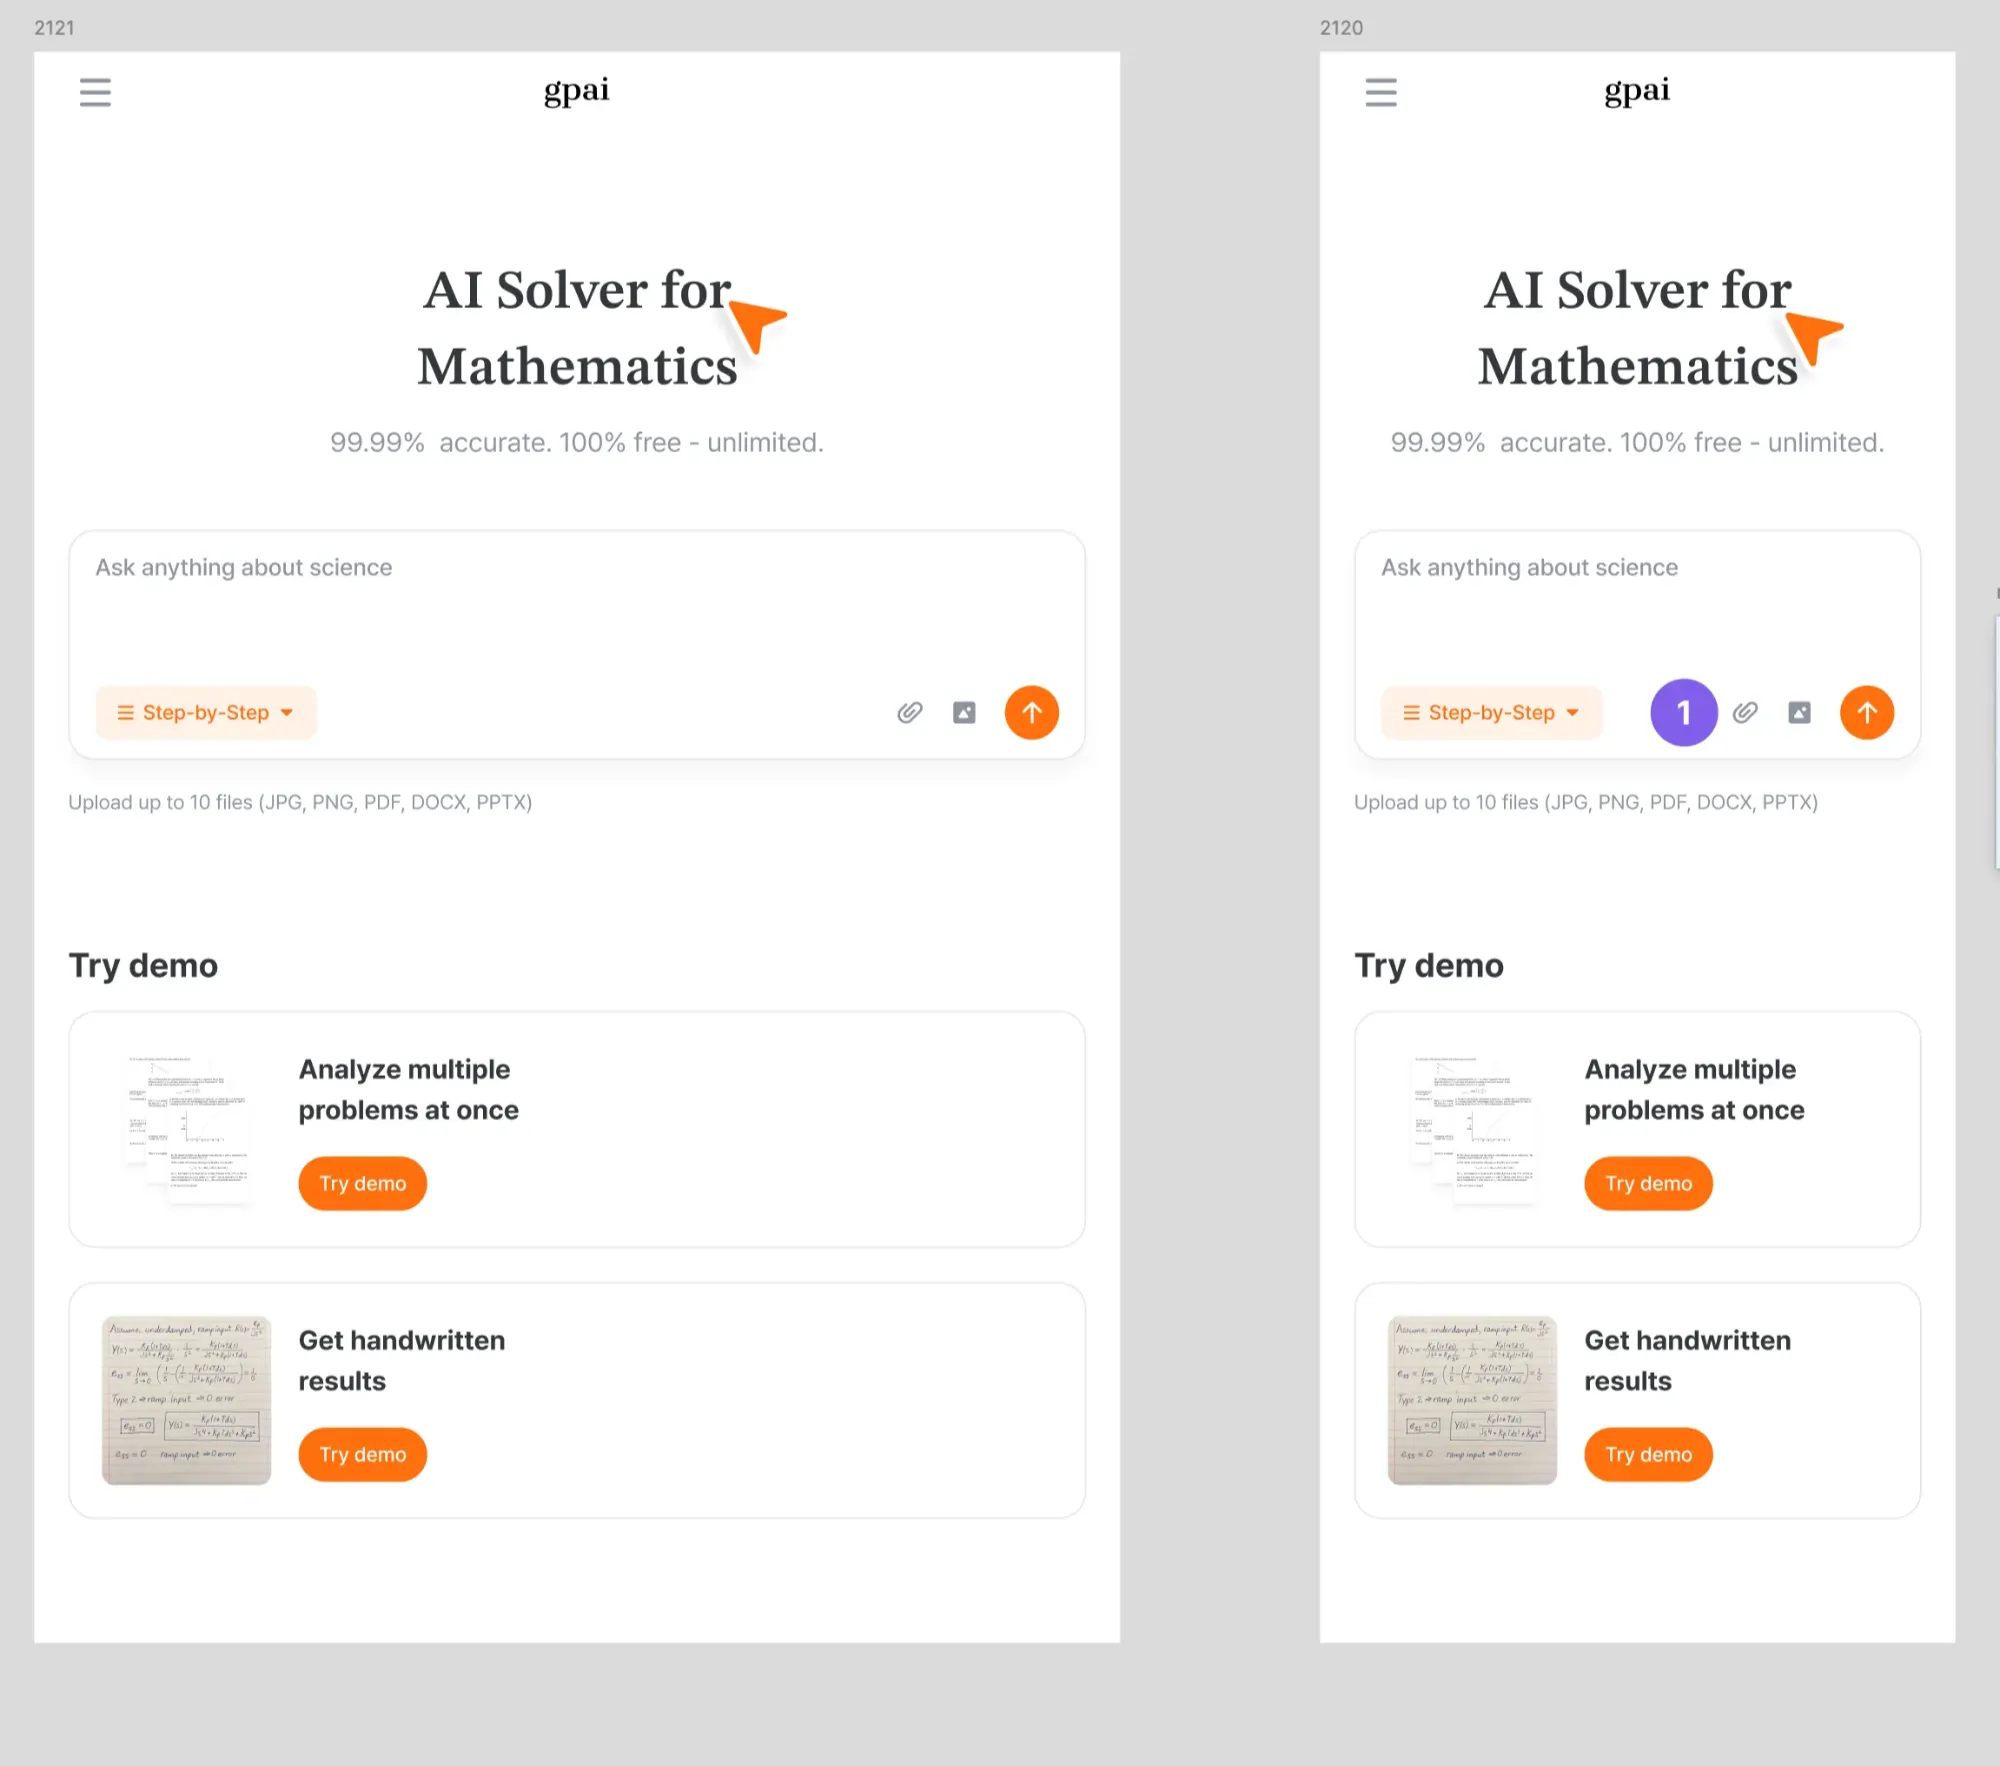 2121
gpai
AI Solver for
Mathematics
99.99% accurate. 100% free - unlimited.
Ask anything about science
Step-by-Step
Upload up to 10 files (JPG, PNG, PDF, DOCX, PPTX)
Try demo
Analyze multiple
problems at once
Try demo
Get handwritten
results
Try demo
2120
gpai
AI Solver for
Mathematics
99.99% accurate. 100% free - unlimited.
Ask anything about science
Step-by-Step
1
Upload up to 10 files (JPG, PNG, PDF, DOCX, PPTX)
Try demo
Analyze multiple
problems at once
Try demo
Get handwritten
results
Try demo